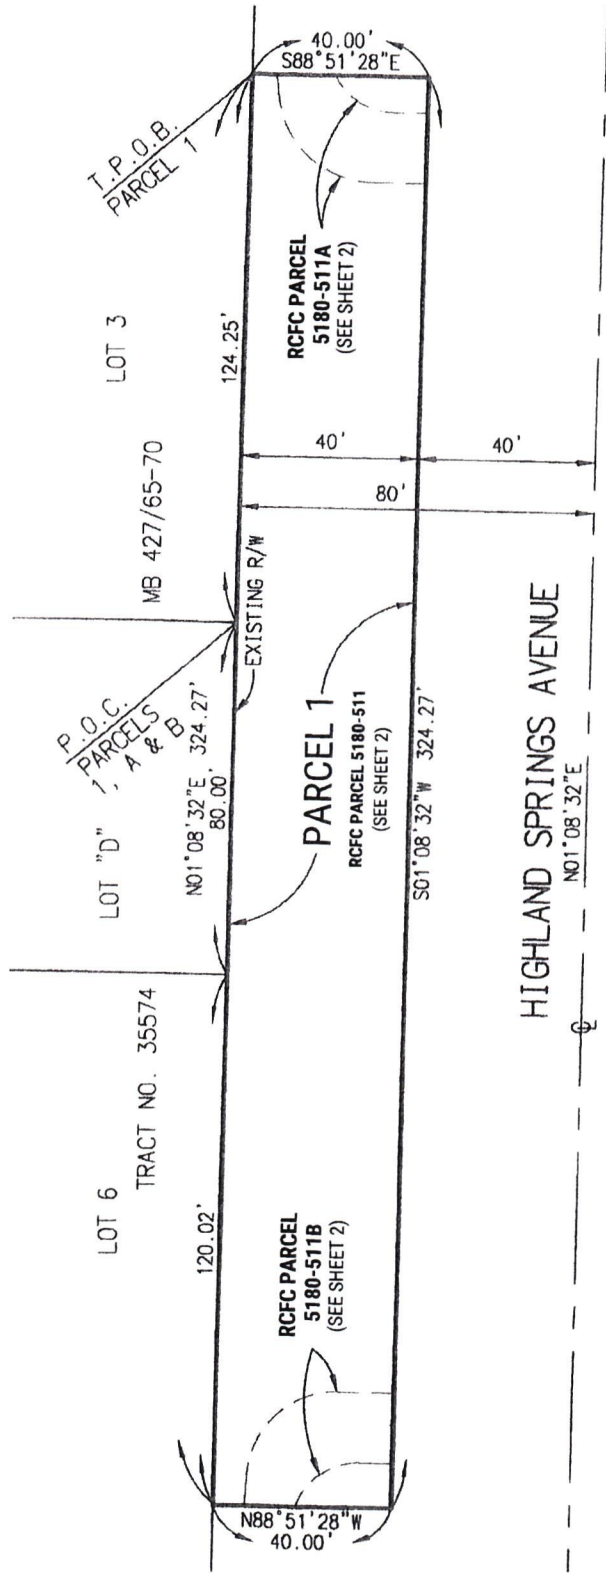 40.00'
S88°51'28"E
T.P.O.B.
PARCEL 1
RCFC PARCEL
5180-511A
(SEE SHEET 2)
LOT 3
124.25'
40'
40'
80'
MB 427/65-70
EXISTING R/W
P.O.C.
PARCELS
1, A & B
LOT "D"
N01°08'32"E 324.27'
80.00'
PARCEL 1
RCFC PARCEL 5180-511
(SEE SHEET 2)
S01°08'32"W 324.27'
HIGHLAND SPRINGS AVENUE
N01°08'32"E
TRACT NO. 35574
LOT 6
120.02'
RCFC PARCEL
5180-511B
(SEE SHEET 2)
N88°51'28"W
40.00'